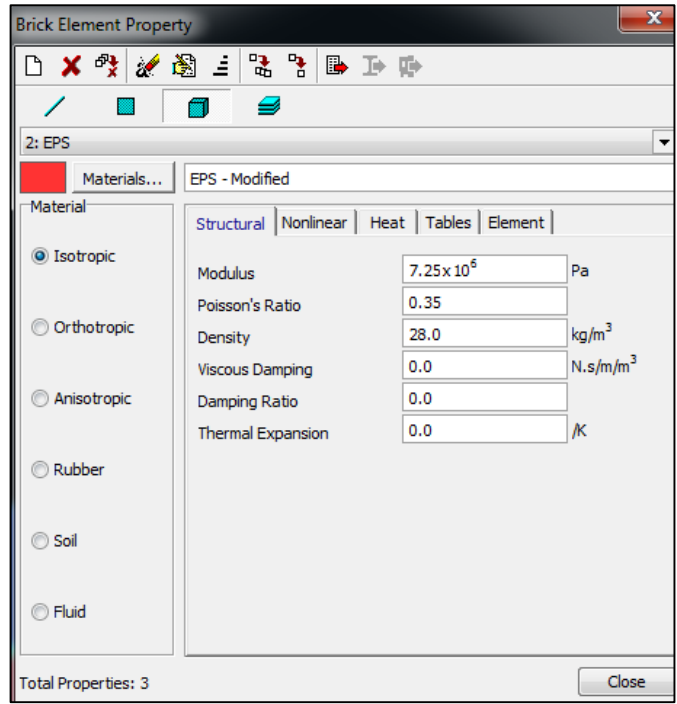 Brick Element Property
2: EPS
Materials... EPS - Modified
Material
Structural Nonlinear Heat Tables Element
Isotropic
Modulus 7.25x10⁶ Pa
Poisson's Ratio 0.35
Orthotropic
Density 28.0 kg/m³
Viscous Damping 0.0 N.s/m/m³
Anisotropic
Damping Ratio 0.0
Thermal Expansion 0.0 /K
Rubber
Soil
Fluid
Total Properties: 3 Close